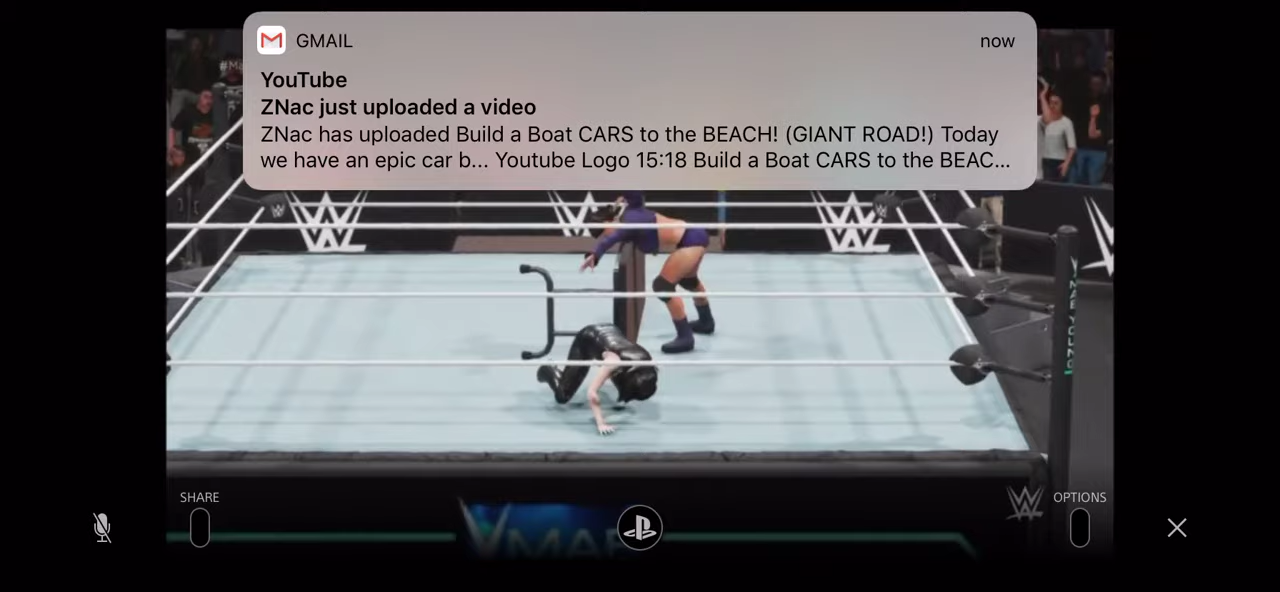 GMAIL
now
YouTube
ZNac just uploaded a video
ZNac has uploaded Build a Boat CARS to the BEACH! (GIANT ROAD!) Today
we have an epic car b... Youtube Logo 15:18 Build a Boat CARS to the BEAC...
#Ma
SHARE
OPTIONS